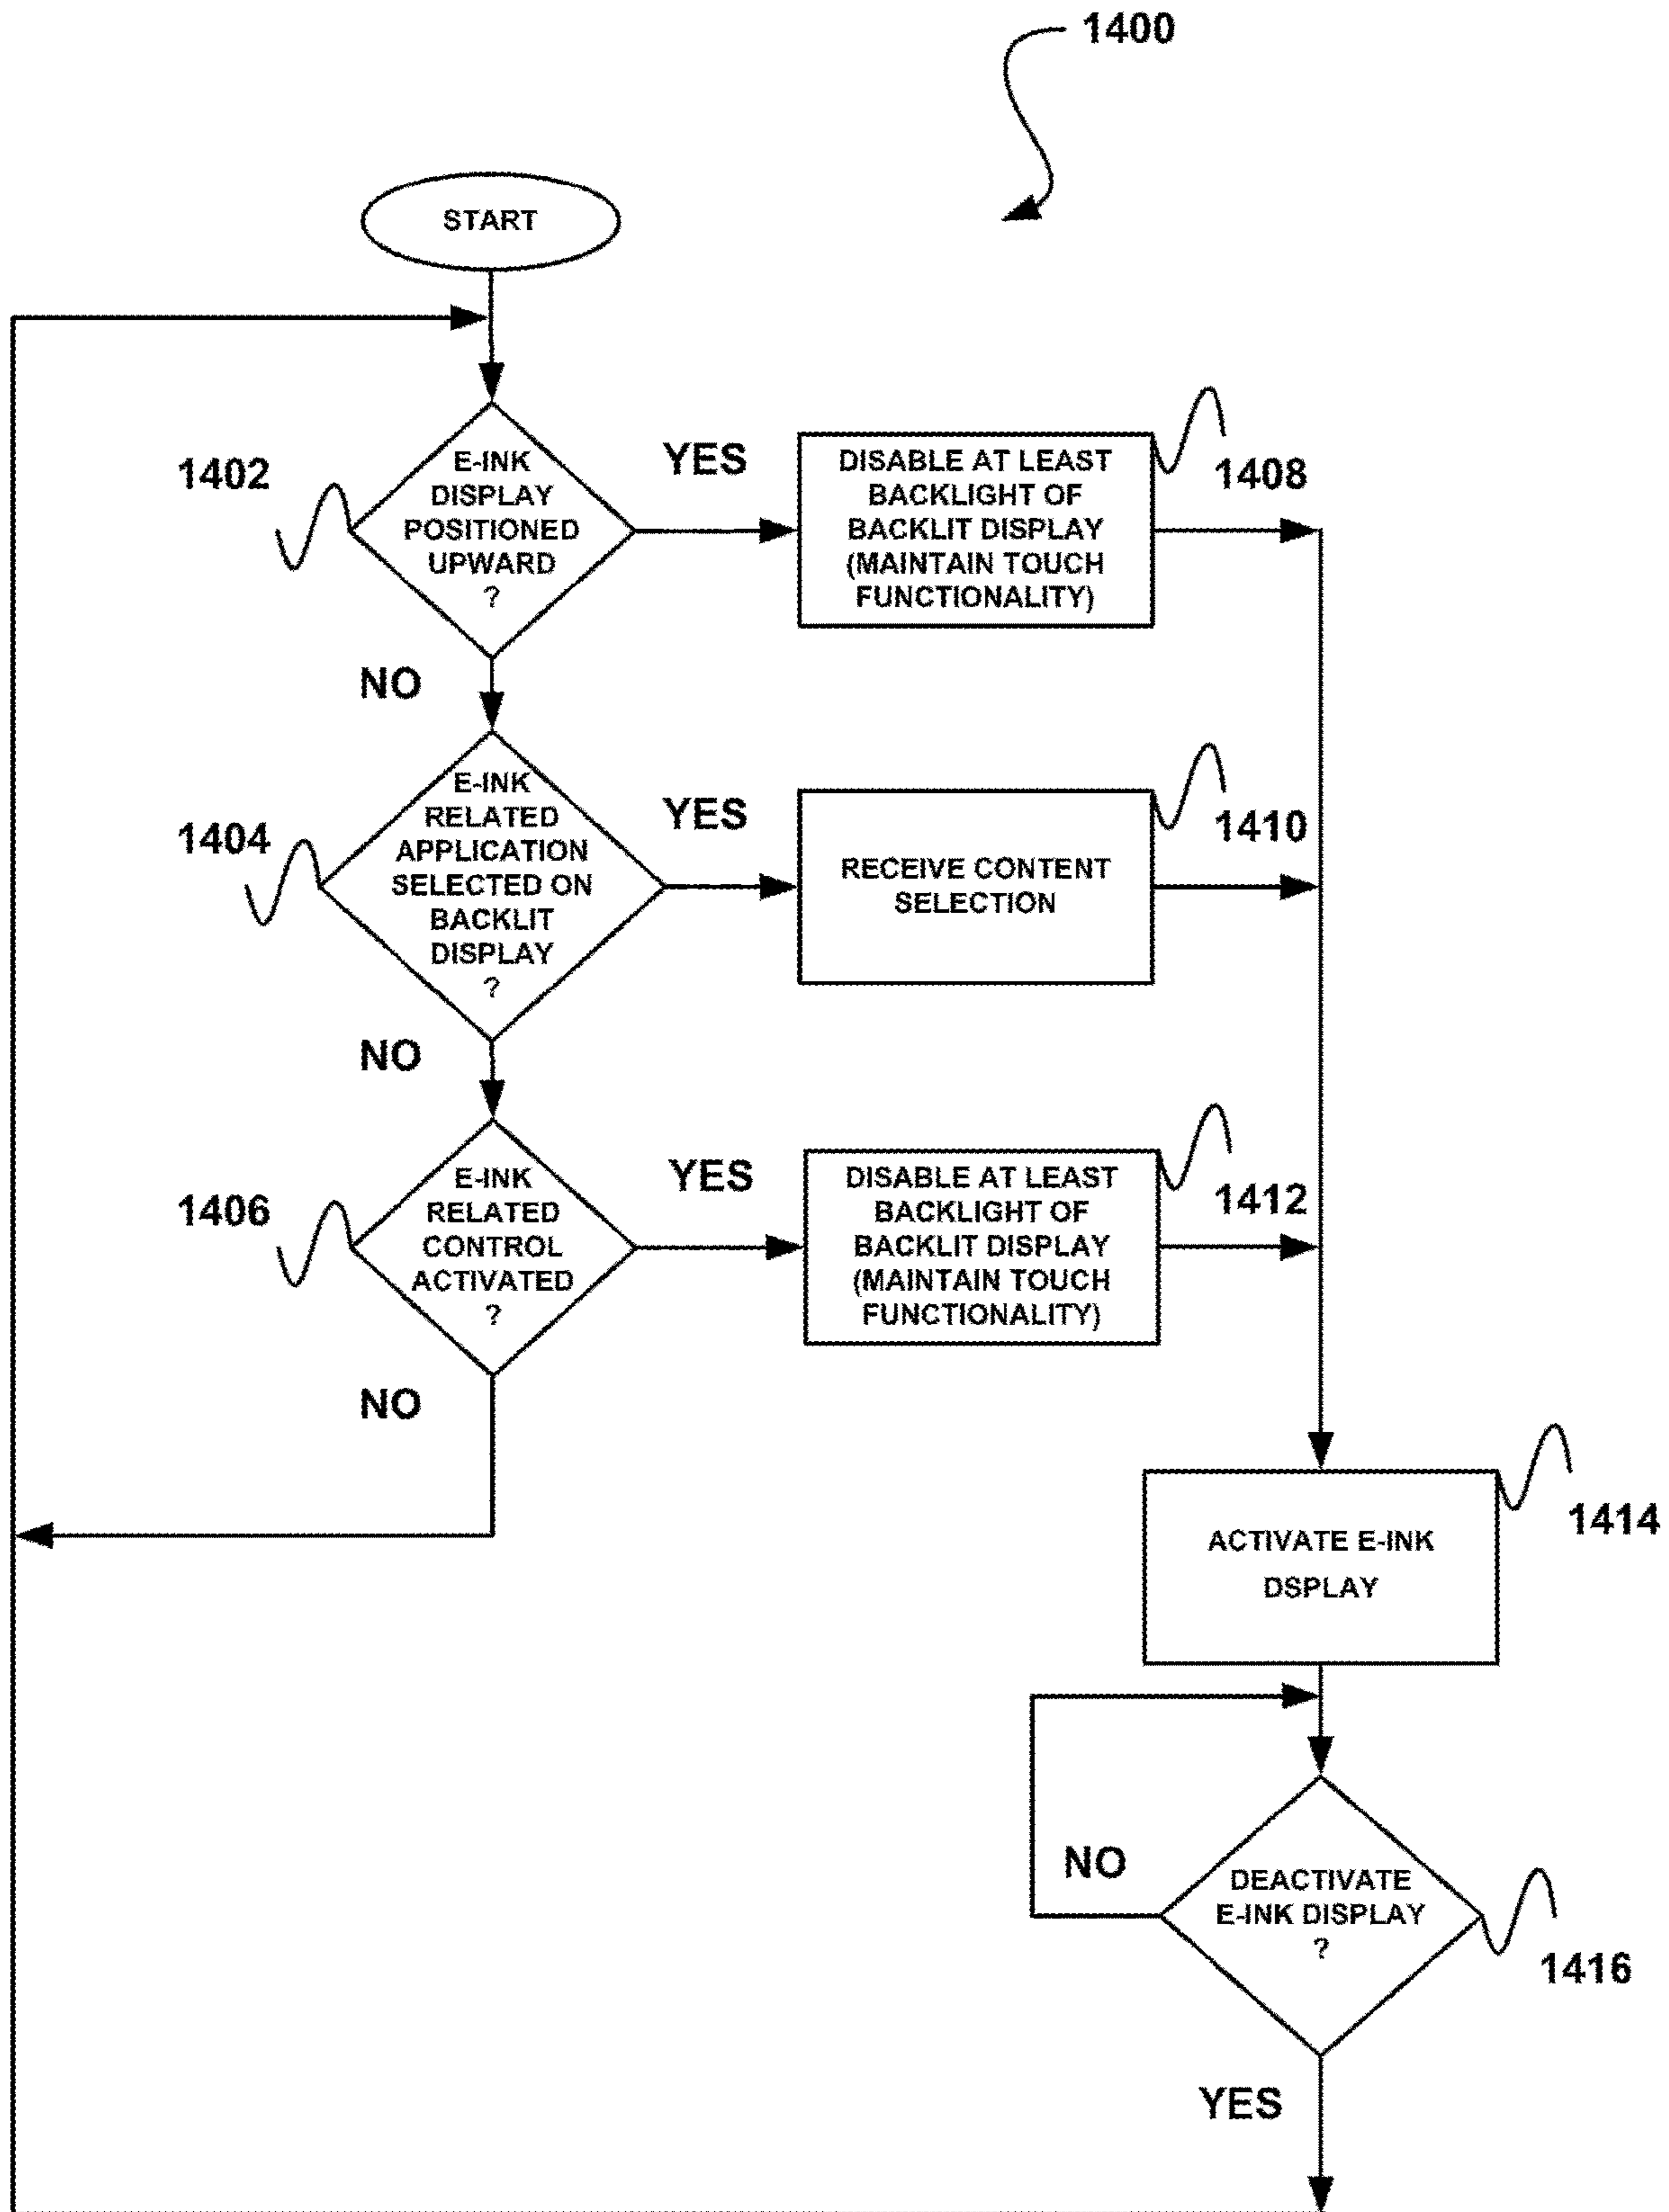 1400
START
1402
E-INK
DISPLAY
POSITIONED
UPWARD
?
YES
DISABLE AT LEAST
BACKLIGHT OF
BACKLIT DISPLAY
(MAINTAIN TOUCH
FUNCTIONALITY)
1408
NO
1404
E-INK
RELATED
APPLICATION
SELECTED ON
BACKLIT
DISPLAY
?
YES
RECEIVE CONTENT
SELECTION
1410
NO
1406
E-INK
RELATED
CONTROL
ACTIVATED
?
YES
DISABLE AT LEAST
BACKLIGHT OF
BACKLIT DISPLAY
(MAINTAIN TOUCH
FUNCTIONALITY)
1412
NO
ACTIVATE E-INK
DSPLAY
1414
NO
DEACTIVATE
E-INK DISPLAY
?
1416
YES